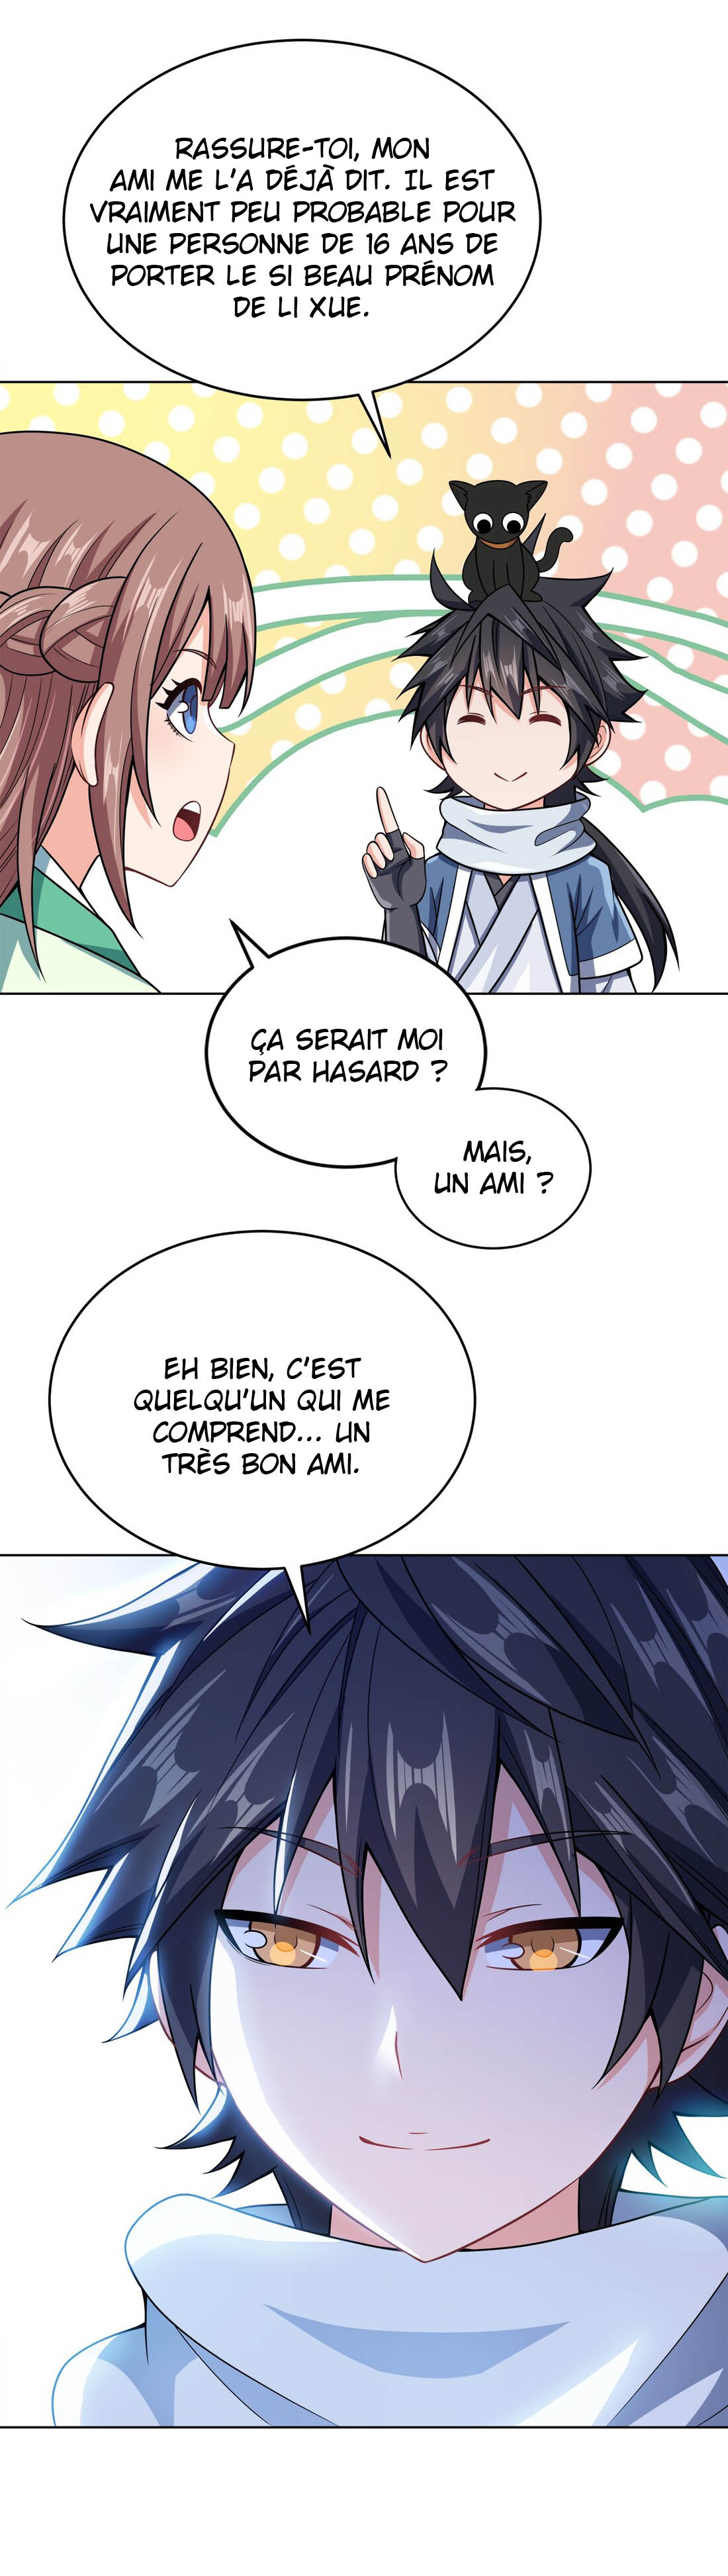 RASSURE-TOI, MON
AMI ME L'A DÉJÀ DIT. IL EST
VRAIMENT PEU PROBABLE POUR
UNE PERSONNE DE 16 ANS DE
PORTER LE SI BEAU PRÉNOM
DE LI XUE.
ÇA SERAIT MOI
PAR HASARD ?
MAIS,
UN AMI ?
EH BIEN, C'EST
QUELQU'UN QUI ME
COMPREND... UN
TRÈS BON AMI.